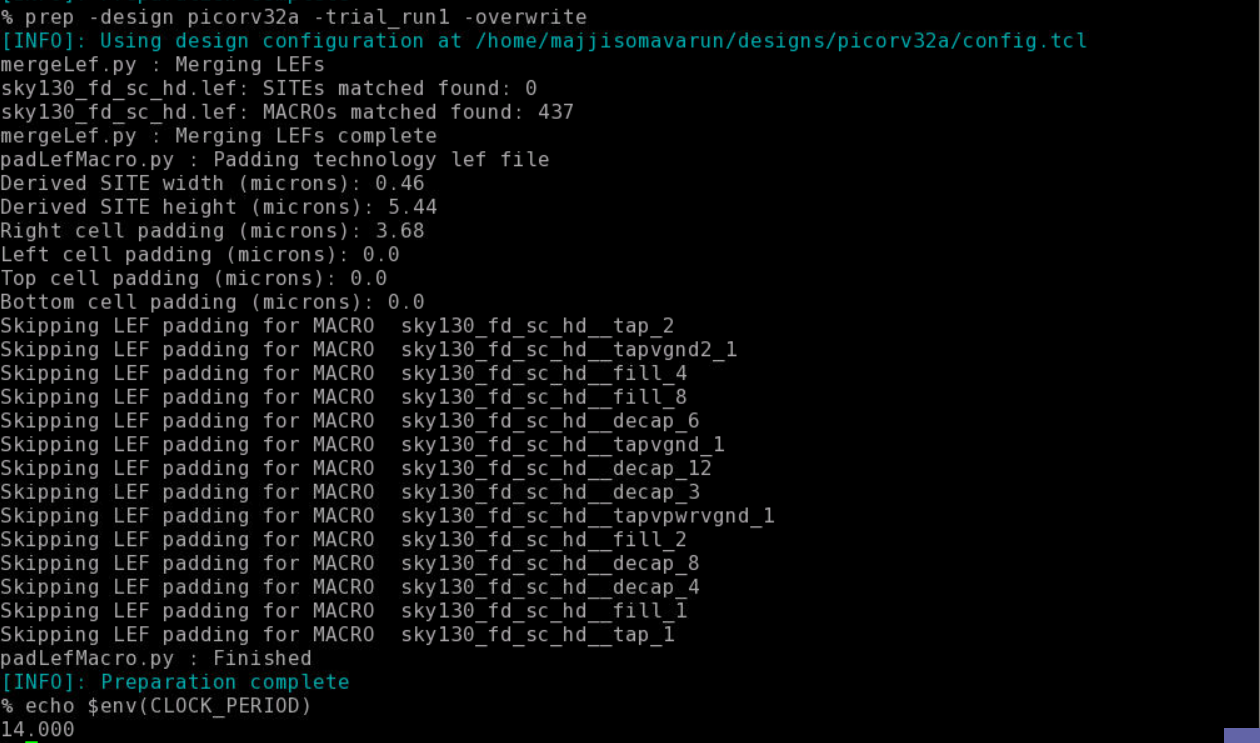 % prep -design picorv32a -trial_run1 -overwrite
[INFO]: Using design configuration at /home/majjisomavarun/designs/picorv32a/config.tcl
mergeLef.py : Merging LEFs
sky130_fd_sc_hd.lef: SITEs matched found: 0
sky130_fd_sc_hd.lef: MACROs matched found: 437
mergeLef.py : Merging LEFs complete
padLefMacro.py : Padding technology lef file
Derived SITE width (microns): 0.46
Derived SITE height (microns): 5.44
Right cell padding (microns): 3.68
Left cell padding (microns): 0.0
Top cell padding (microns): 0.0
Bottom cell padding (microns): 0.0
Skipping LEF padding for MACRO  sky130_fd_sc_hd__tap_2
Skipping LEF padding for MACRO  sky130_fd_sc_hd__tapvgnd2_1
Skipping LEF padding for MACRO  sky130_fd_sc_hd__fill_4
Skipping LEF padding for MACRO  sky130_fd_sc_hd__fill_8
Skipping LEF padding for MACRO  sky130_fd_sc_hd__decap_6
Skipping LEF padding for MACRO  sky130_fd_sc_hd__tapvgnd_1
Skipping LEF padding for MACRO  sky130_fd_sc_hd__decap_12
Skipping LEF padding for MACRO  sky130_fd_sc_hd__decap_3
Skipping LEF padding for MACRO  sky130_fd_sc_hd__tapvpwrvgnd_1
Skipping LEF padding for MACRO  sky130_fd_sc_hd__fill_2
Skipping LEF padding for MACRO  sky130_fd_sc_hd__decap_8
Skipping LEF padding for MACRO  sky130_fd_sc_hd__decap_4
Skipping LEF padding for MACRO  sky130_fd_sc_hd__fill_1
Skipping LEF padding for MACRO  sky130_fd_sc_hd__tap_1
padLefMacro.py : Finished
[INFO]: Preparation complete
% echo $env(CLOCK_PERIOD)
14.000